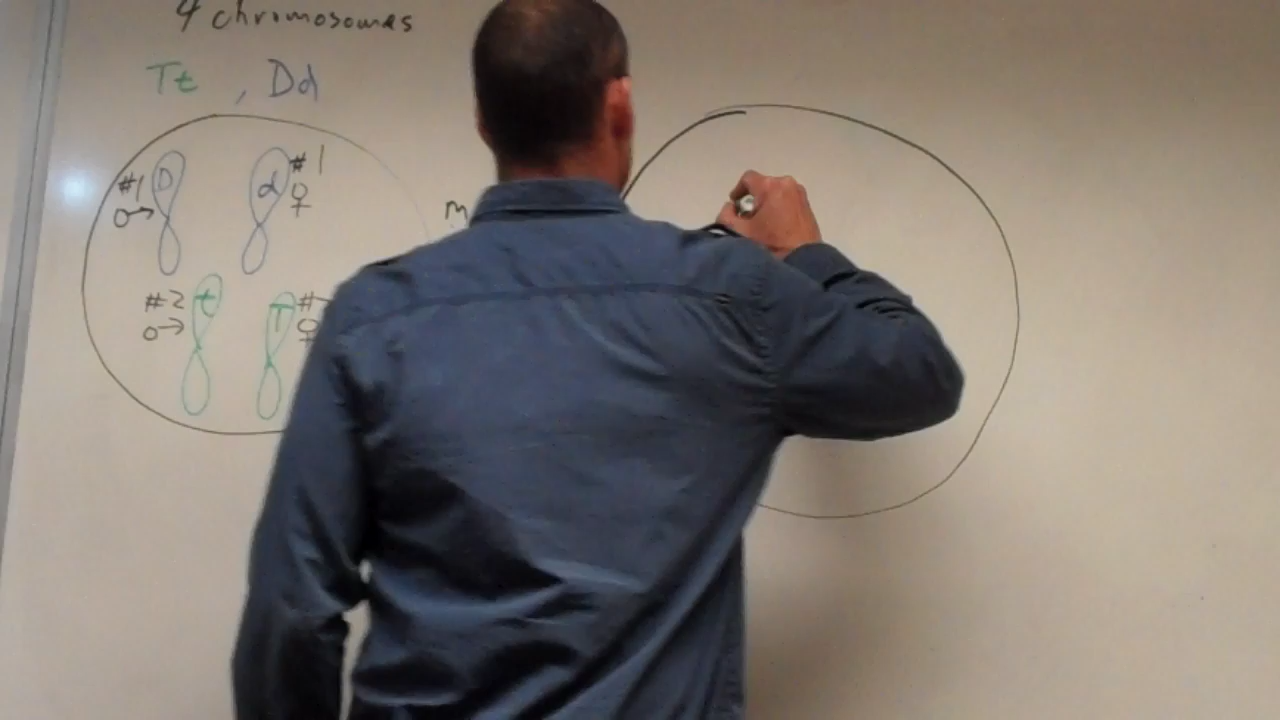 4 chromosomes
Tt , Dd
#1 D d #1
♂ ♀
#2 t T #
♂ ♀
m